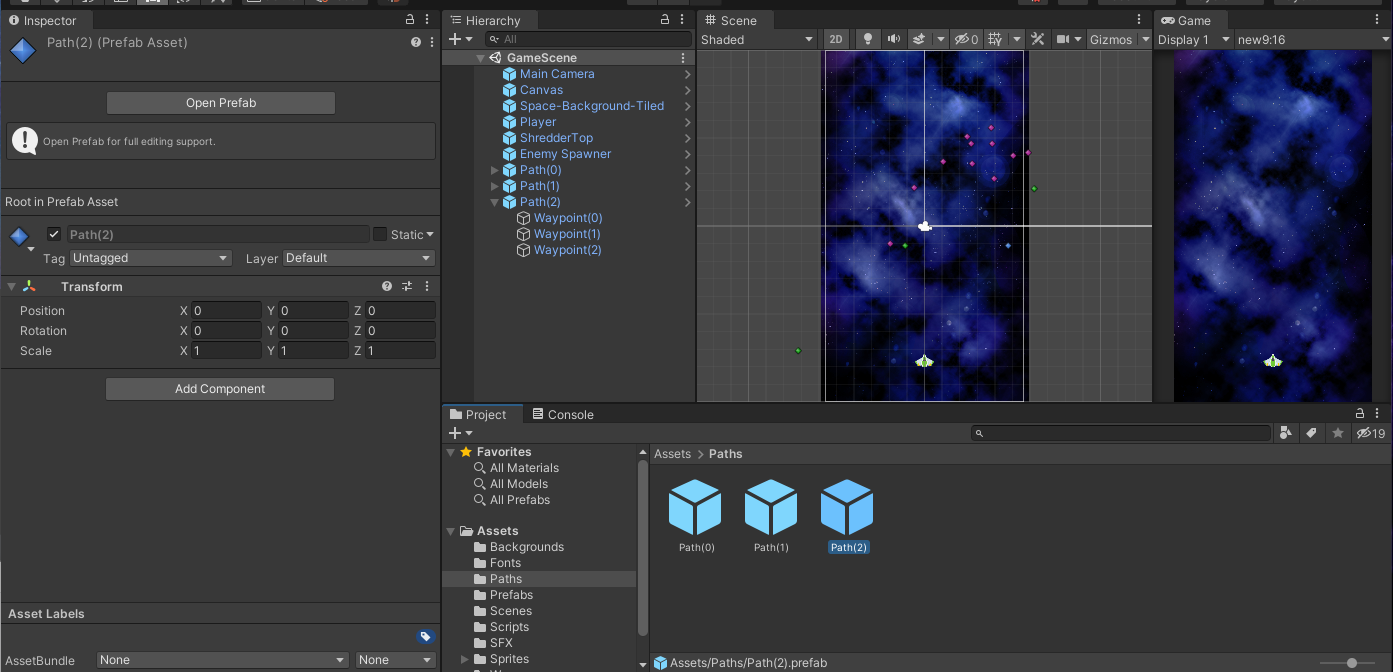 Inspector
Path(2) (Prefab Asset)
Open Prefab
Open Prefab for full editing support.
Root in Prefab Asset
Path(2)
Static
Tag Untagged Layer Default
Transform
Position X 0 Y 0 Z 0
Rotation X 0 Y 0 Z 0
Scale X 1 Y 1 Z 1
Add Component
Asset Labels
AssetBundle None None
Hierarchy
All
GameScene
Main Camera
Canvas
Space-Background-Tiled
Player
ShredderTop
Enemy Spawner
Path(0)
Path(1)
Path(2)
Waypoint(0)
Waypoint(1)
Waypoint(2)
Scene
Shaded 2D 0 Gizmos
Game
Display 1 new9:16
Project Console
19
Favorites
All Materials
All Models
All Prefabs
Assets
Backgrounds
Fonts
Paths
Prefabs
Scenes
Scripts
SFX
Sprites
Assets > Paths
Path(0) Path(1) Path(2)
Assets/Paths/Path(2).prefab